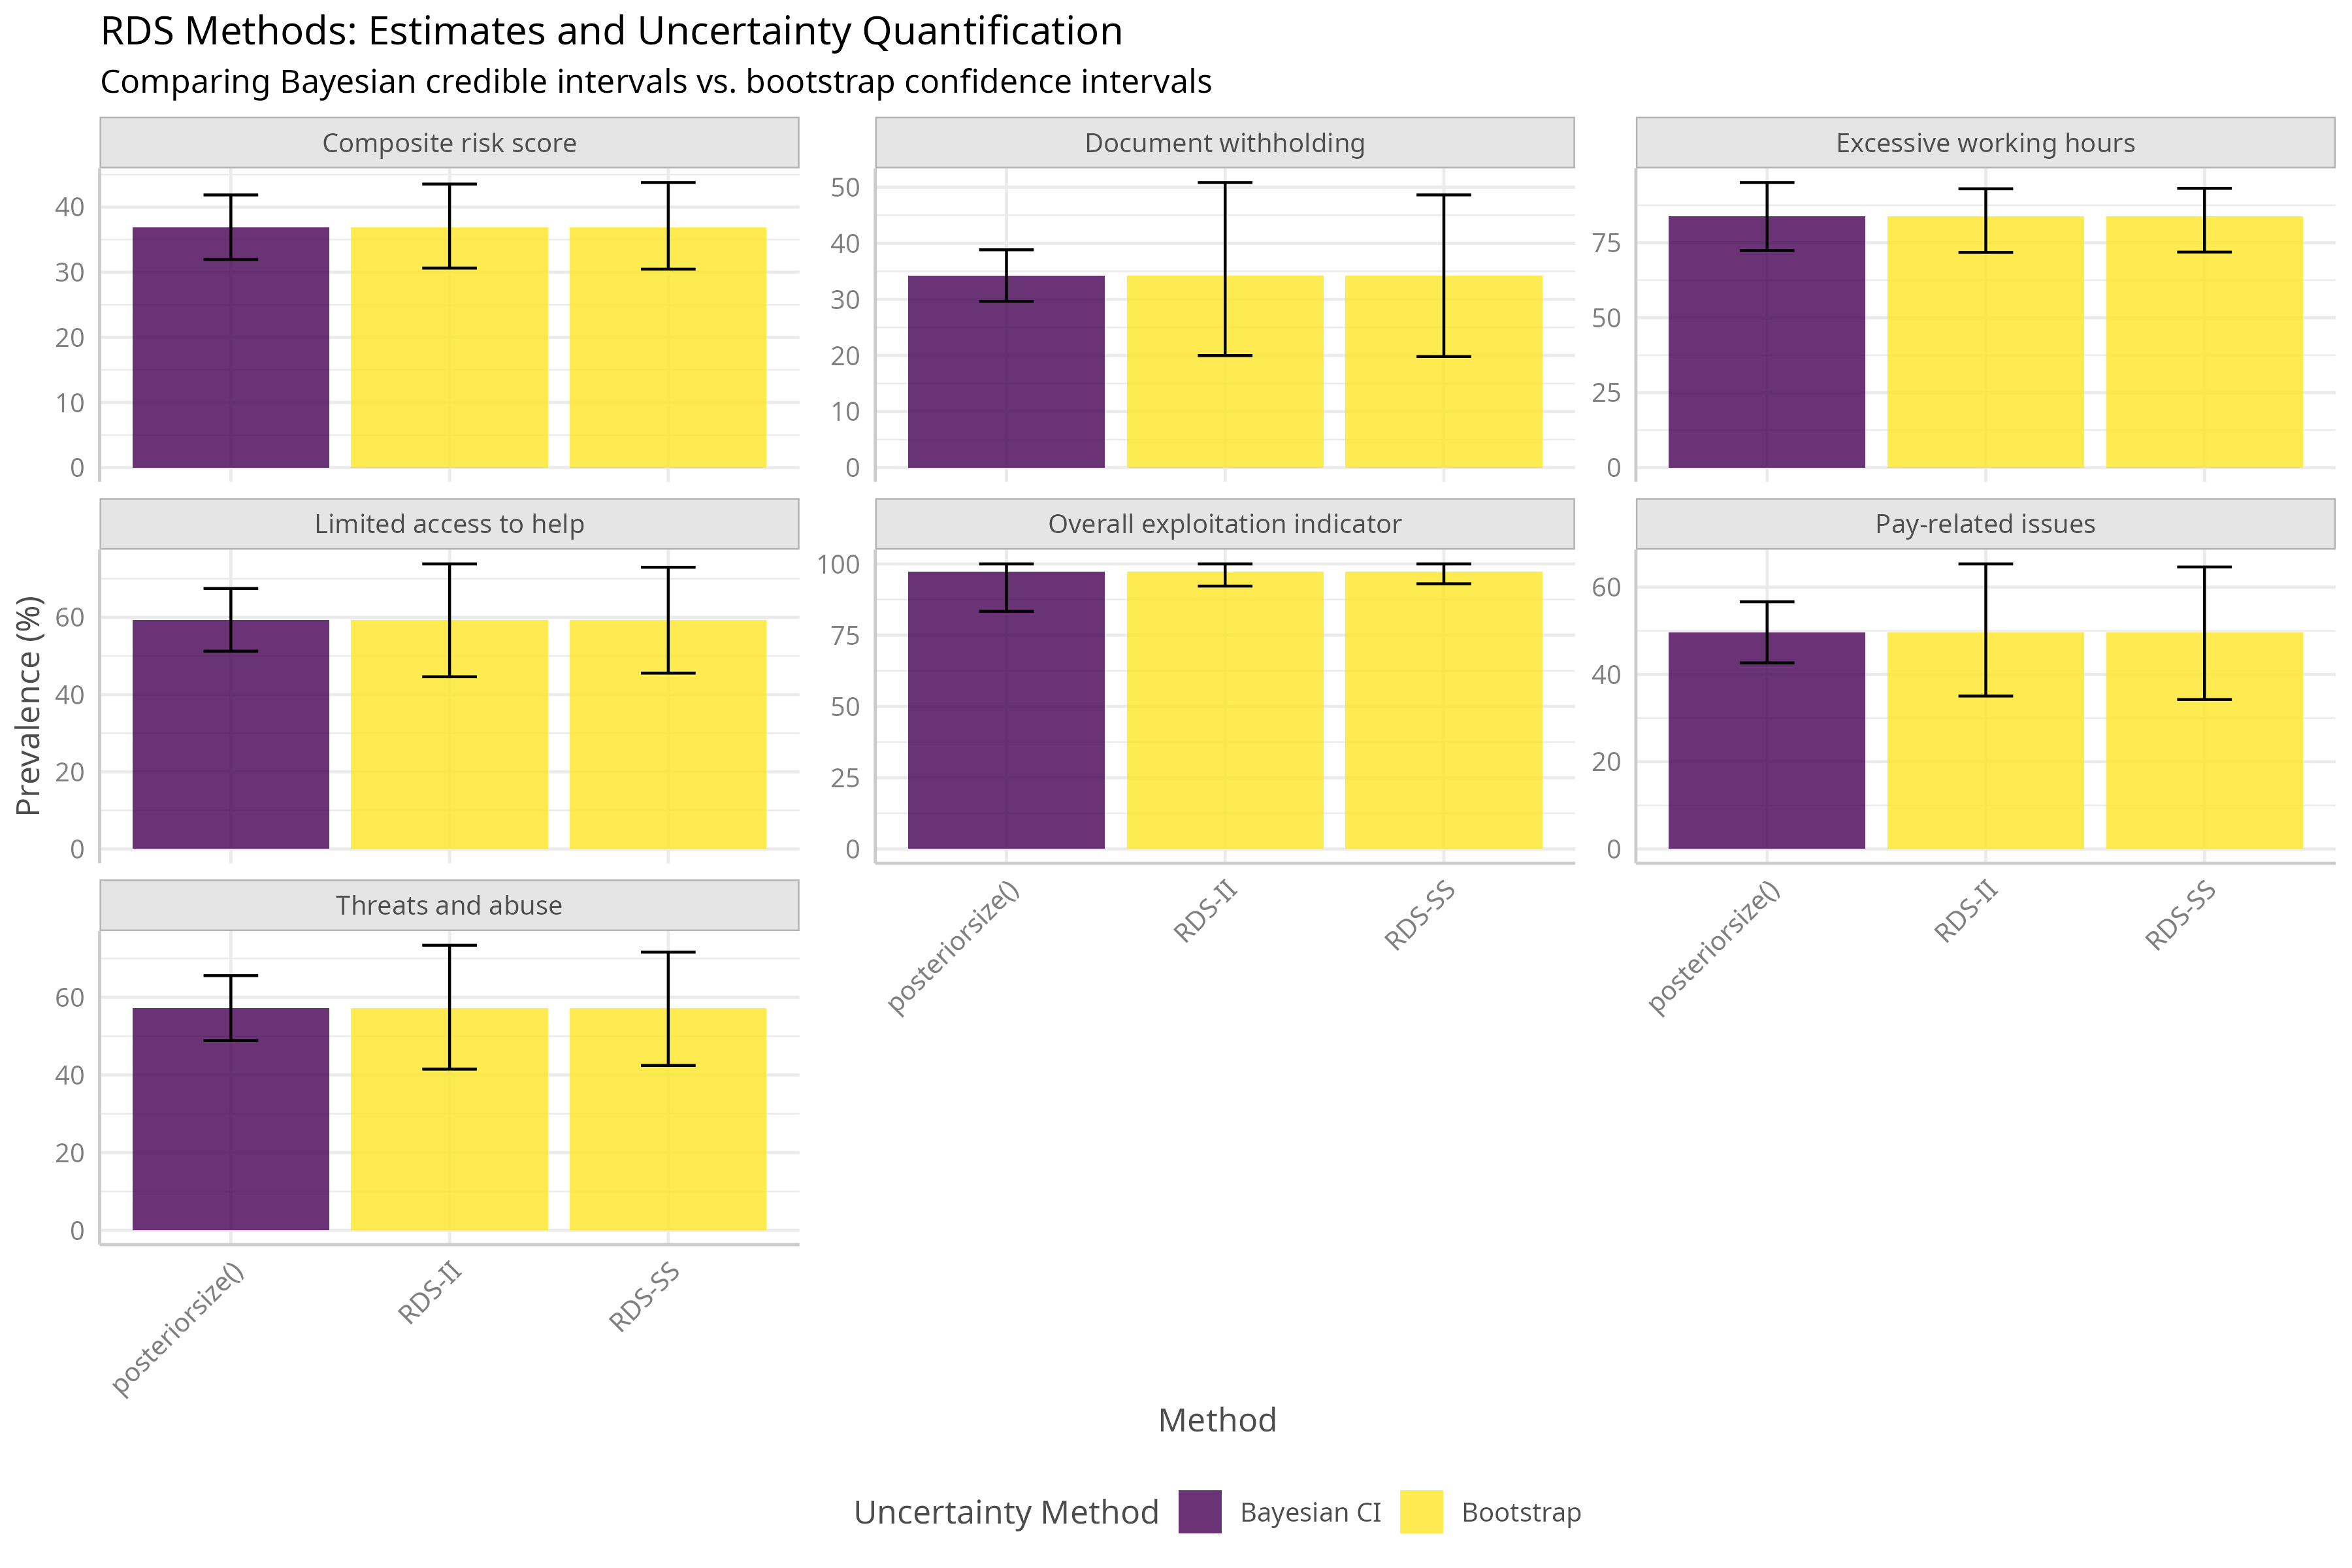 RDS Methods: Estimates and Uncertainty Quantification
Comparing Bayesian credible intervals vs. bootstrap confidence intervals
Composite risk score
Document withholding
Excessive working hours
40
30
20
10
0
50
40
30
20
10
0
75
50
25
0
Limited access to help
Overall exploitation indicator
Pay-related issues
Prevalence (%)
60
40
20
0
100
75
50
25
0
60
40
20
0
posteriorsize()
RDS-II
RDS-SS
posteriorsize()
RDS-II
RDS-SS
Threats and abuse
60
40
20
0
posteriorsize()
RDS-II
RDS-SS
Method
Uncertainty Method
Bayesian CI
Bootstrap